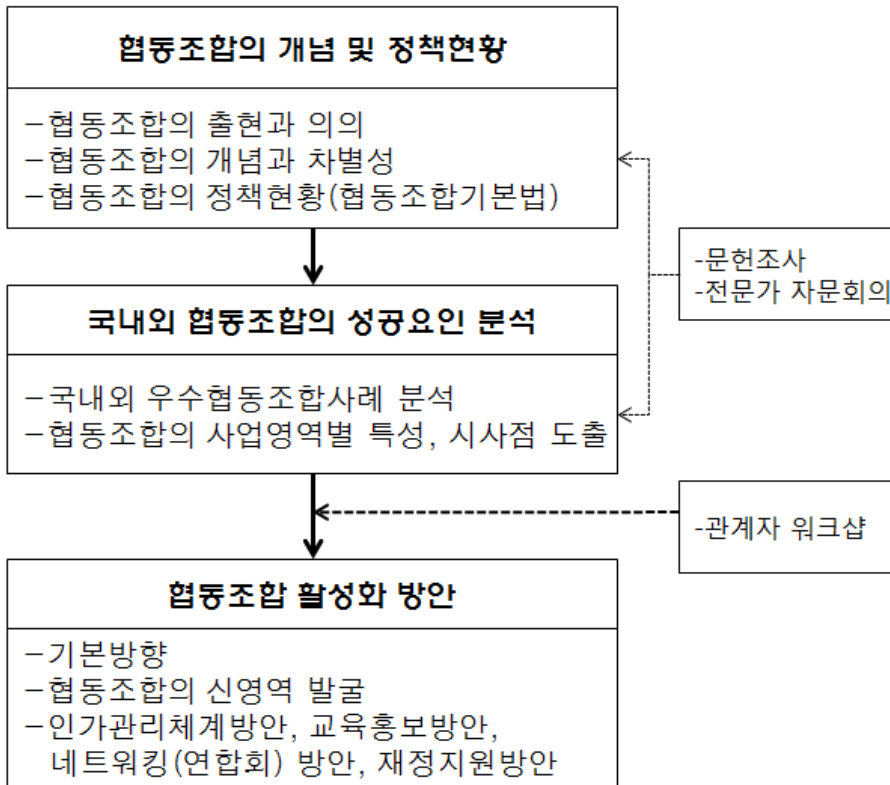 협동조합의 개념 및 정책현황
－협동조합의 출현과 의의
－협동조합의 개념과 차별성
－협동조합의 정책현황(협동조합기본법)
-문헌조사
-전문가 자문회의
국내외 협동조합의 성공요인 분석
－국내외 우수협동조합사례 분석
－협동조합의 사업영역별 특성, 시사점 도출
-관계자 워크샵
협동조합 활성화 방안
－기본방향
－협동조합의 신영역 발굴
－인가관리체계방안, 교육홍보방안,
네트워킹(연합회) 방안, 재정지원방안